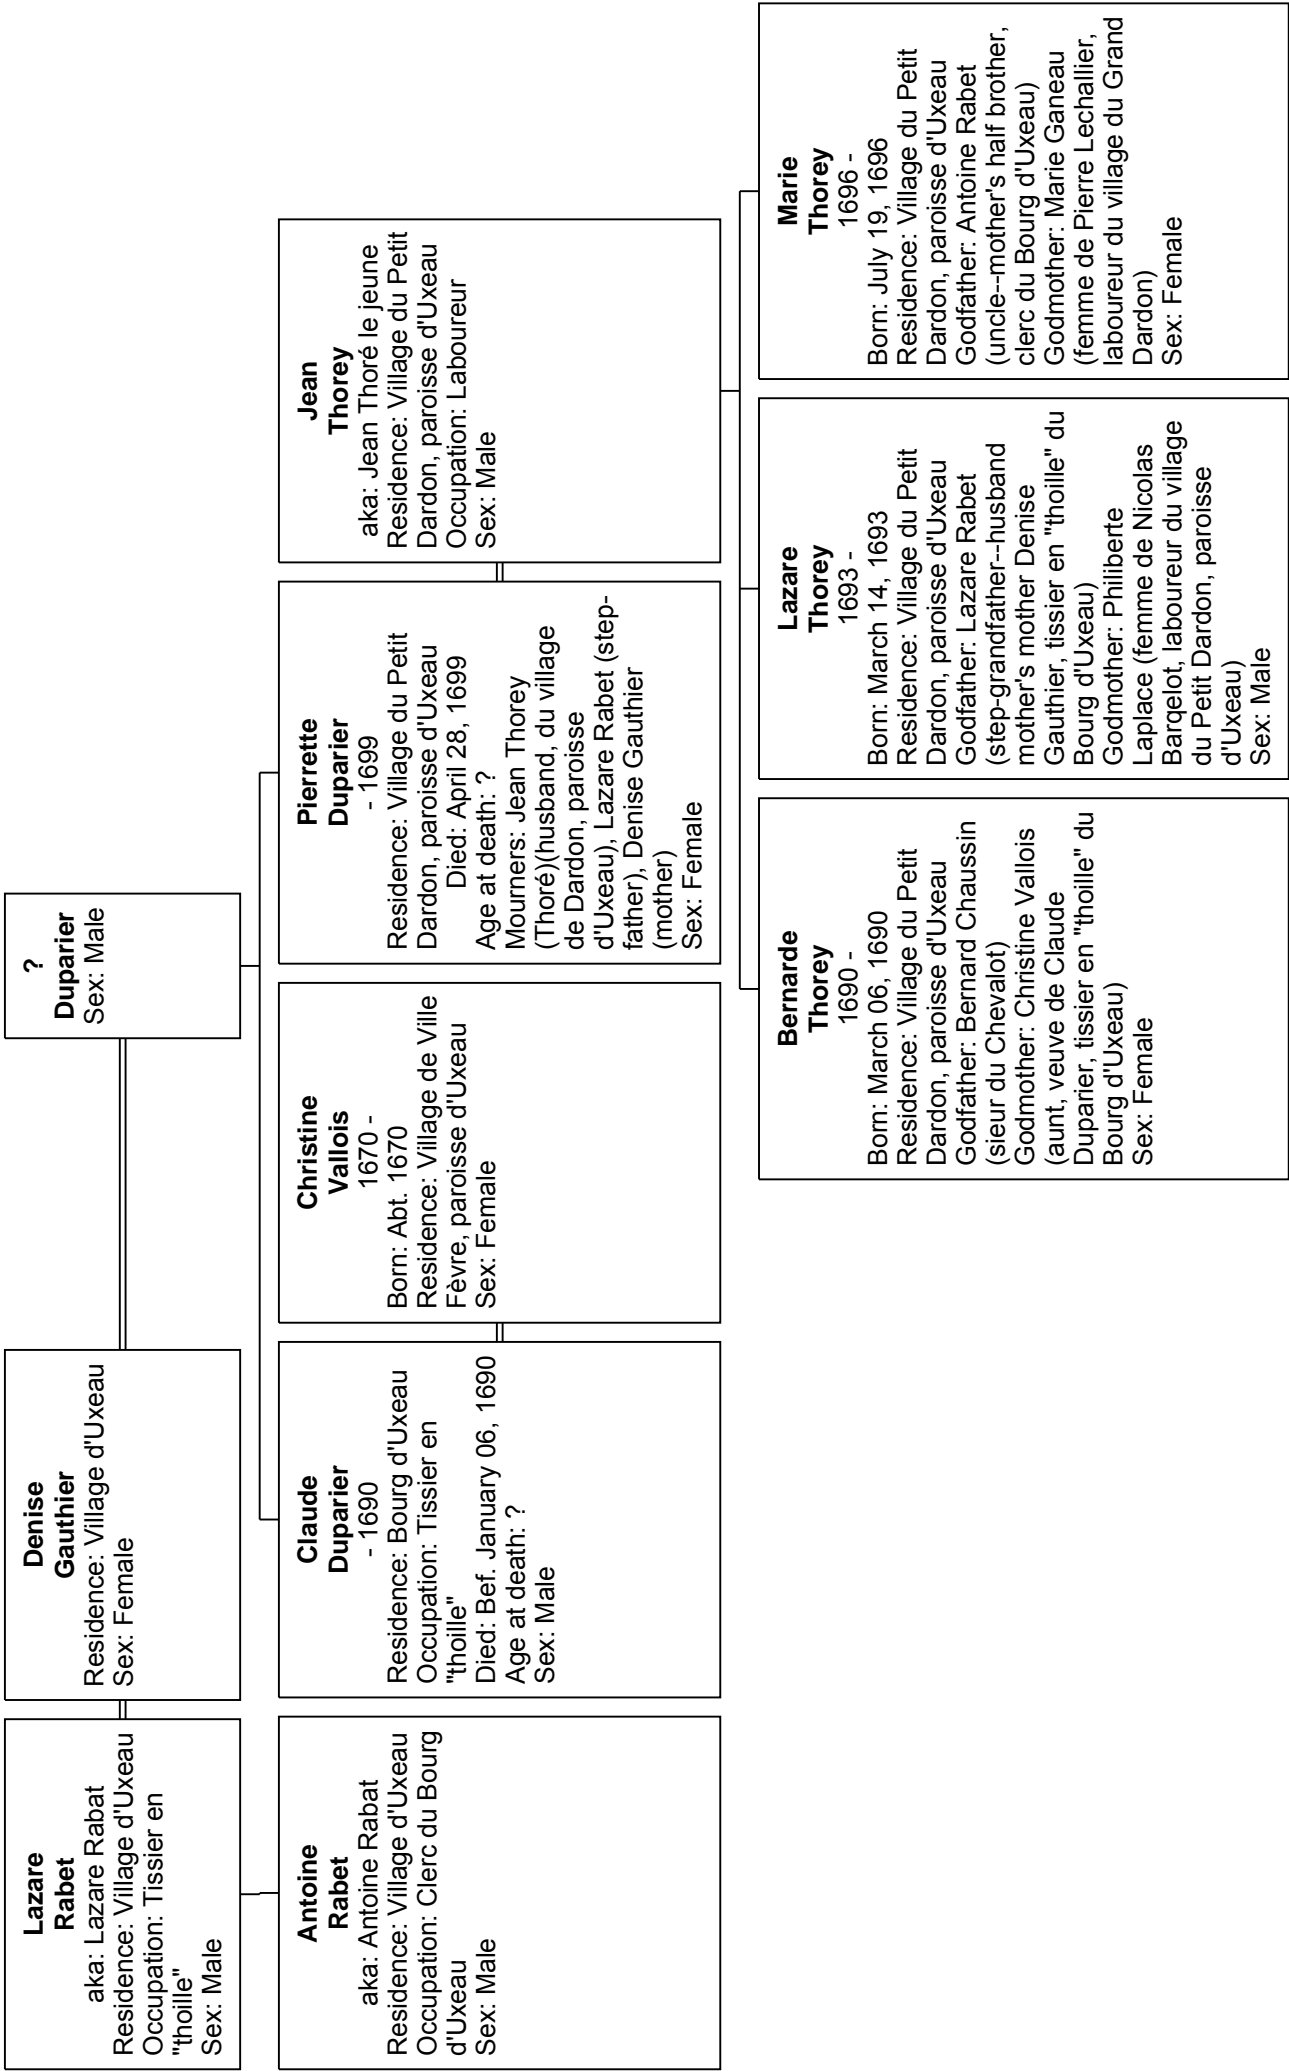 Lazare
Rabet
aka: Lazare Rabat
Residence: Village d'Uxeau
Occupation: Tissier en
"thoille"
Sex: Male
Denise
Gauthier
Residence: Village d'Uxeau
Sex: Female
?
Duparier
Sex: Male
Antoine
Rabet
aka: Antoine Rabat
Residence: Village d'Uxeau
Occupation: Clerc du Bourg
d'Uxeau
Sex: Male
Claude
Duparier
- 1690
Residence: Bourg d'Uxeau
Occupation: Tissier en
"thoille"
Died: Bef. January 06, 1690
Age at death: ?
Sex: Male
Christine
Vallois
1670 -
Born: Abt. 1670
Residence: Village de Ville
Fèvre, paroisse d'Uxeau
Sex: Female
Pierrette
Duparier
- 1699
Residence: Village du Petit
Dardon, paroisse d'Uxeau
Died: April 28, 1699
Age at death: ?
Mourners: Jean Thorey
(Thoré)(husband, du village
de Dardon, paroisse
d'Uxeau), Lazare Rabet (step-
father), Denise Gauthier
(mother)
Sex: Female
Jean
Thorey
aka: Jean Thoré le jeune
Residence: Village du Petit
Dardon, paroisse d'Uxeau
Occupation: Laboureur
Sex: Male
Bernarde
Thorey
1690 -
Born: March 06, 1690
Residence: Village du Petit
Dardon, paroisse d'Uxeau
Godfather: Bernard Chaussin
(sieur du Chevalot)
Godmother: Christine Vallois
(aunt, veuve de Claude
Duparier, tissier en "thoille" du
Bourg d'Uxeau)
Sex: Female
Lazare
Thorey
1693 -
Born: March 14, 1693
Residence: Village du Petit
Dardon, paroisse d'Uxeau
Godfather: Lazare Rabet
(step-grandfather--husband
mother's mother Denise
Gauthier, tissier en "thoille" du
Bourg d'Uxeau)
Godmother: Philiberte
Laplace (femme de Nicolas
Barqelot, laboureur du village
du Petit Dardon, paroisse
d'Uxeau)
Sex: Male
Marie
Thorey
1696 -
Born: July 19, 1696
Residence: Village du Petit
Dardon, paroisse d'Uxeau
Godfather: Antoine Rabet
(uncle--mother's half brother,
clerc du Bourg d'Uxeau)
Godmother: Marie Ganeau
(femme de Pierre Lechallier,
laboureur du village du Grand
Dardon)
Sex: Female